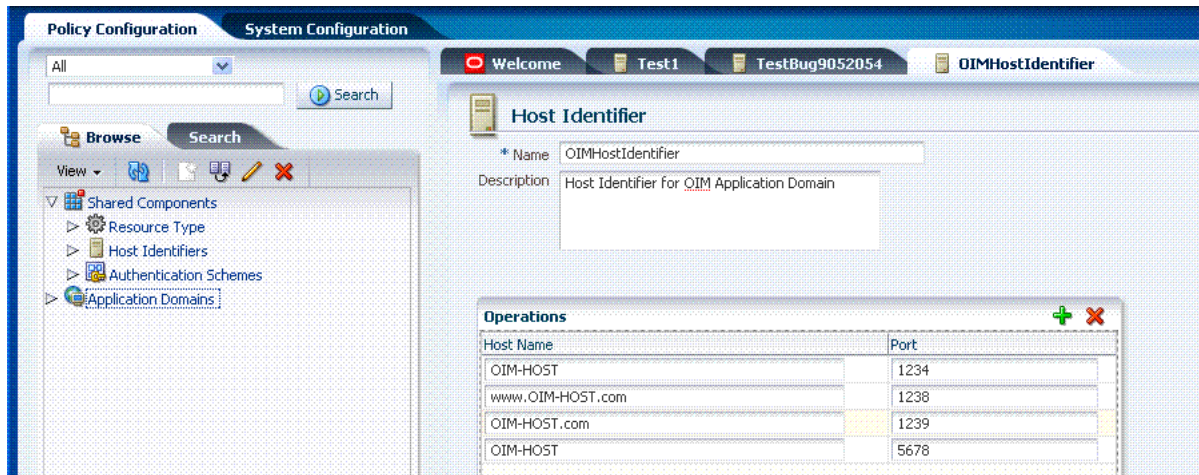 Policy Configuration System Configuration
All
Search
Browse Search
View
Shared Components
Resource Type
Host Identifiers
Authentication Schemes
Application Domains
Welcome Test1 TestBug9052054 OIMHostIdentifier
Host Identifier
* Name OIMHostIdentifier
Description Host Identifier for OIM Application Domain
Operations
Host Name Port
OIM-HOST 1234
www.OIM-HOST.com 1238
OIM-HOST.com 1239
OIM-HOST 5678